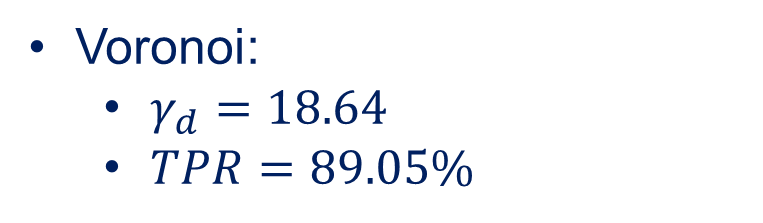 • Voronoi:
• γ_d = 18.64
• TPR = 89.05%